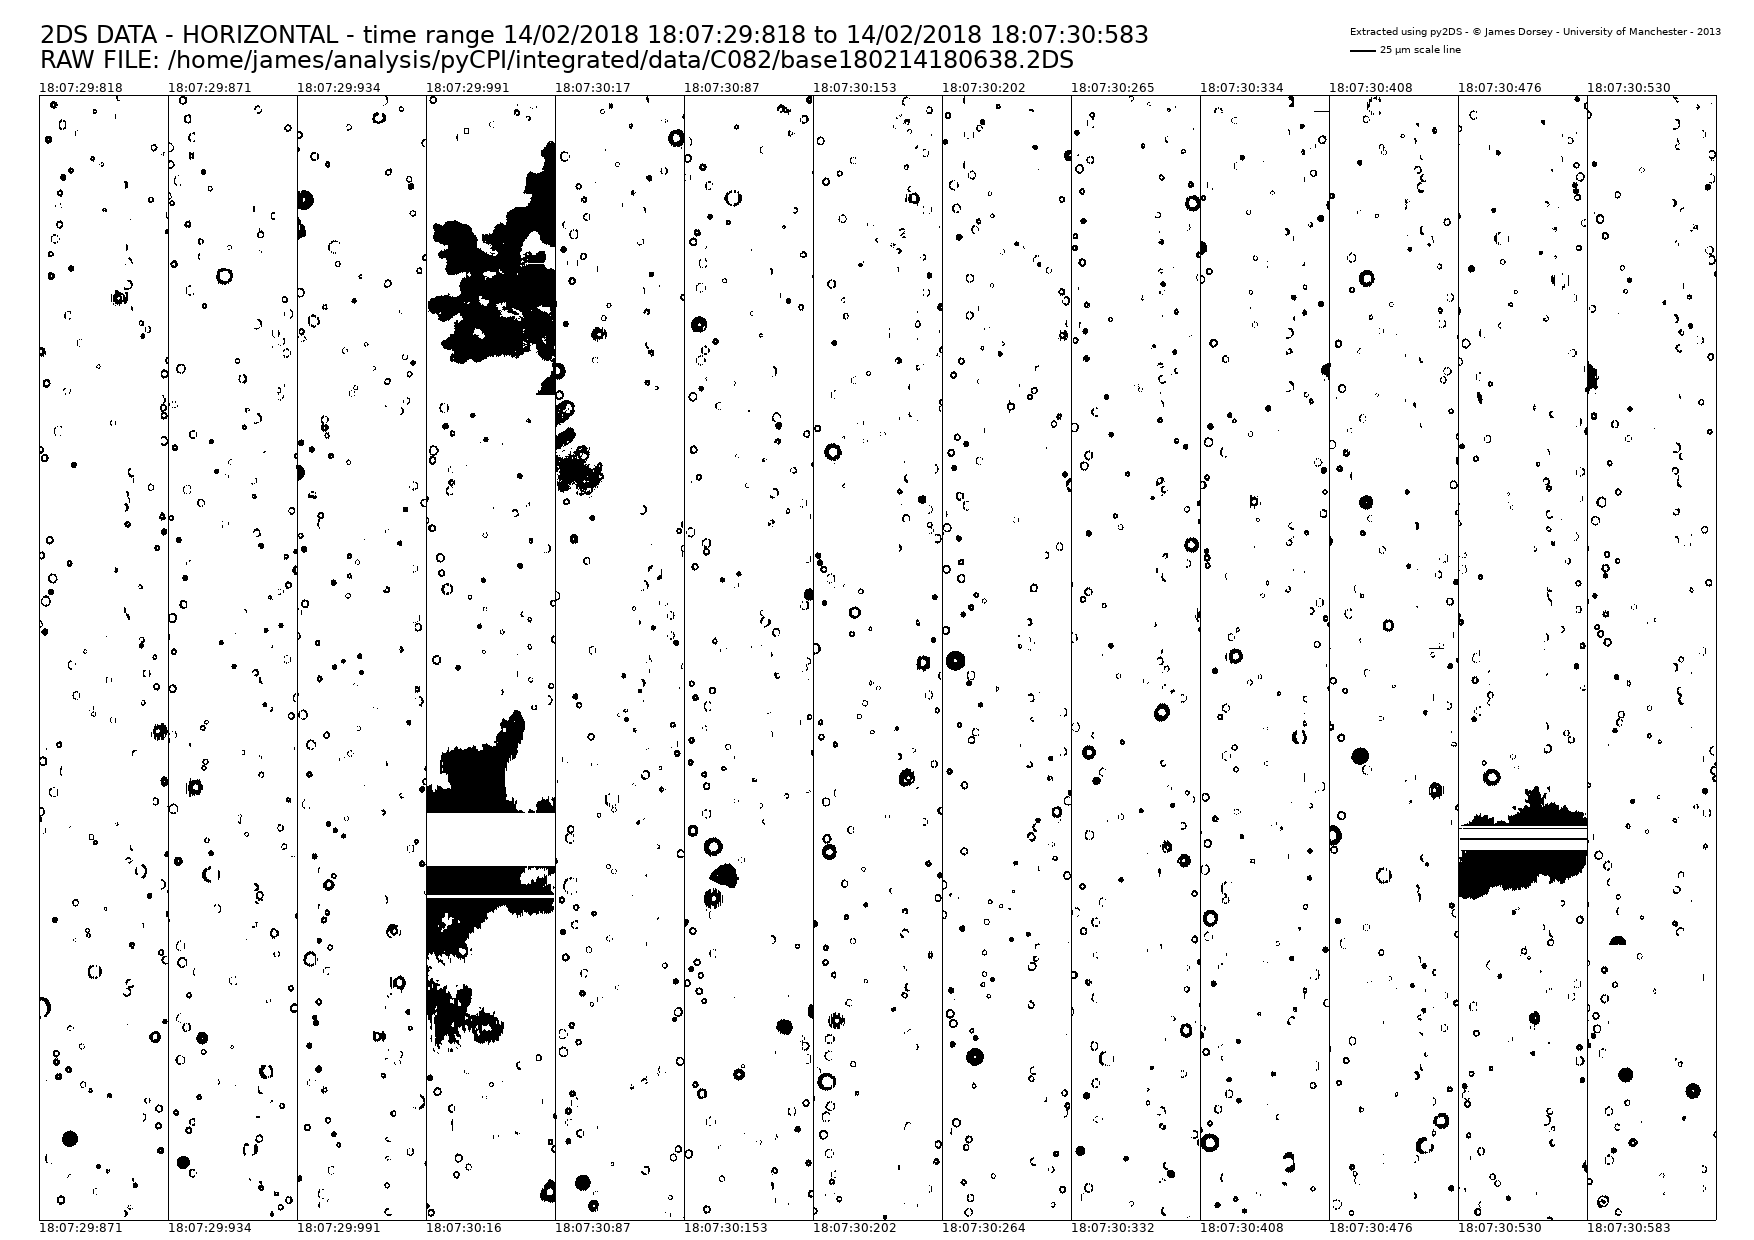 2DS DATA - HORIZONTAL - time range 14/02/2018 18:07:29:818 to 14/02/2018 18:07:30:583
RAW FILE: /home/james/analysis/pyCPI/integrated/data/C082/base180214180638.2DS
Extracted using py2DS - © James Dorsey - University of Manchester - 2013
25 µm scale line
18:07:29:818 18:07:29:871 18:07:29:934 18:07:29:991 18:07:30:17 18:07:30:87 18:07:30:153 18:07:30:202 18:07:30:265 18:07:30:334 18:07:30:408 18:07:30:476 18:07:30:530
18:07:29:871 18:07:29:934 18:07:29:991 18:07:30:16 18:07:30:87 18:07:30:153 18:07:30:202 18:07:30:264 18:07:30:332 18:07:30:408 18:07:30:476 18:07:30:530 18:07:30:583